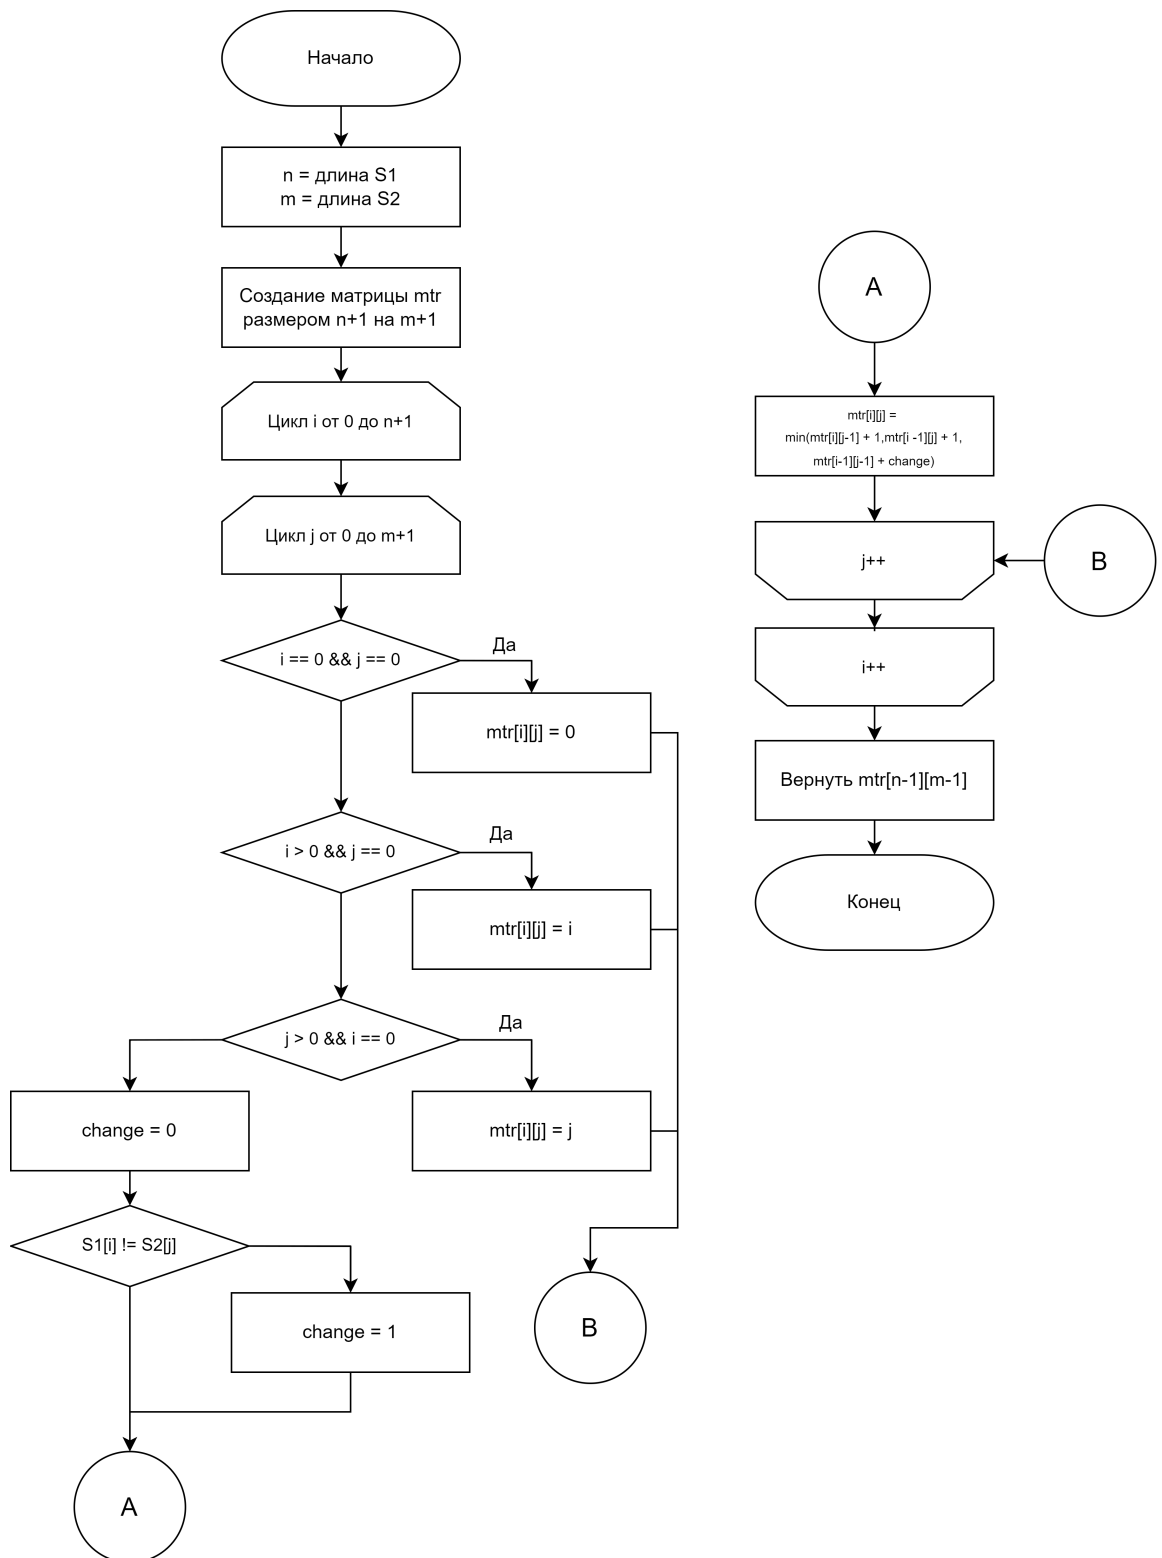 Начало
n = длина S1
m = длина S2
Создание матрицы mtr
размером n+1 на m+1
Цикл i от 0 до n+1
Цикл j от 0 до m+1
i == 0 && j == 0
Да
mtr[i][j] = 0
i > 0 && j == 0
Да
mtr[i][j] = i
j > 0 && i == 0
Да
mtr[i][j] = j
change = 0
S1[i] != S2[j]
change = 1
B
A
A
mtr[i][j] =
min(mtr[i][j-1] + 1,mtr[i -1][j] + 1,
mtr[i-1][j-1] + change)
j++
B
i++
Вернуть mtr[n-1][m-1]
Конец